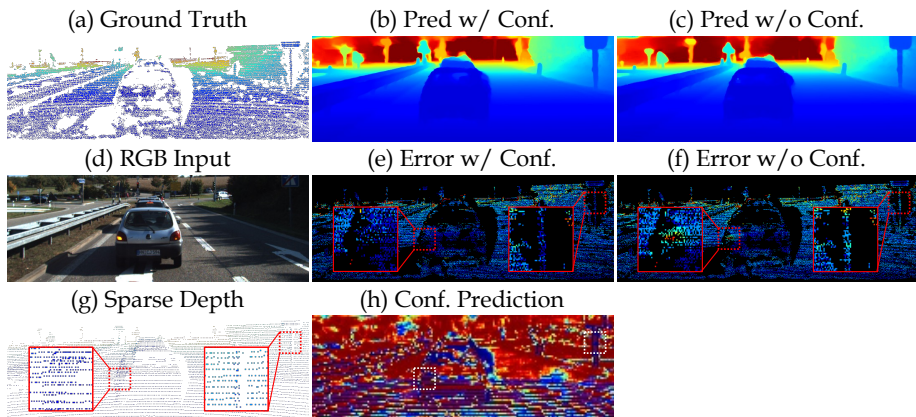 (a) Ground Truth
(b) Pred w/ Conf.
(c) Pred w/o Conf.
(d) RGB Input
(e) Error w/ Conf.
(f) Error w/o Conf.
(g) Sparse Depth
(h) Conf. Prediction